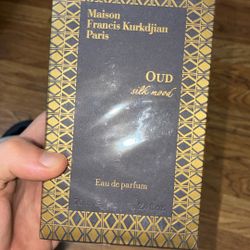 Maison
Francis Kurkdjian
Paris
OUD
silk mood
Eau de parfum